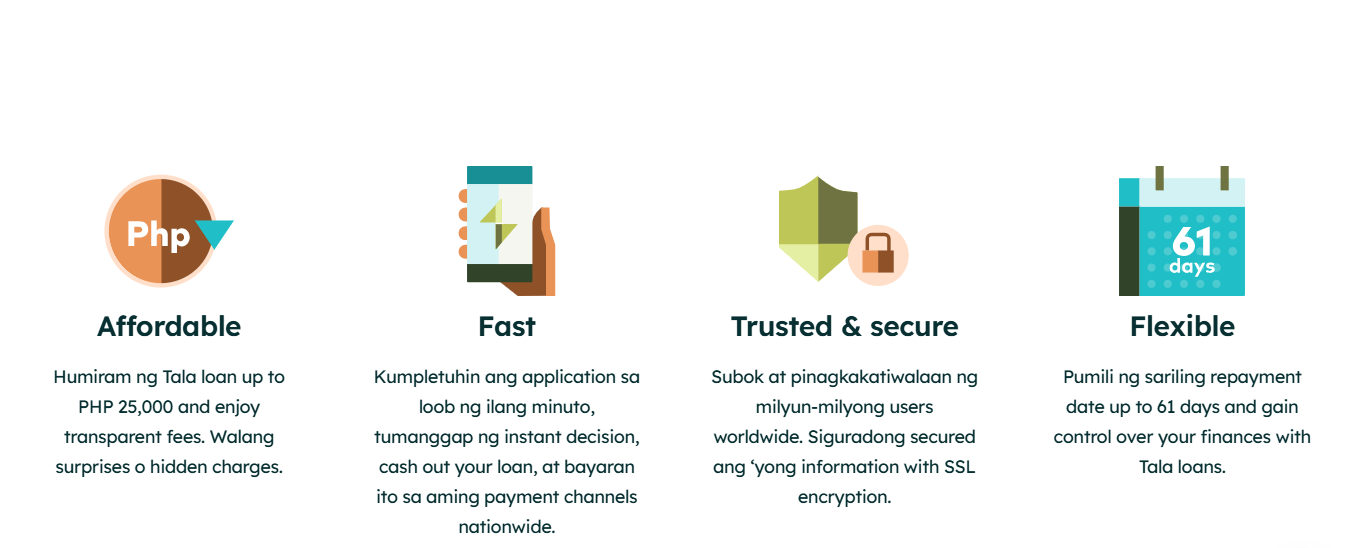 Php
Affordable
Humiram ng Tala loan up to
PHP 25,000 and enjoy
transparent fees. Walang
surprises o hidden charges.
Fast
Kumpletuhin ang application sa
loob ng ilang minuto,
tumanggap ng instant decision,
cash out your loan, at bayaran
ito sa aming payment channels
nationwide.
Trusted & secure
Subok at pinagkakatiwalaan ng
milyun-milyong users
worldwide. Siguradong secured
ang ‘yong information with SSL
encryption.
61
days
Flexible
Pumili ng sariling repayment
date up to 61 days and gain
control over your finances with
Tala loans.